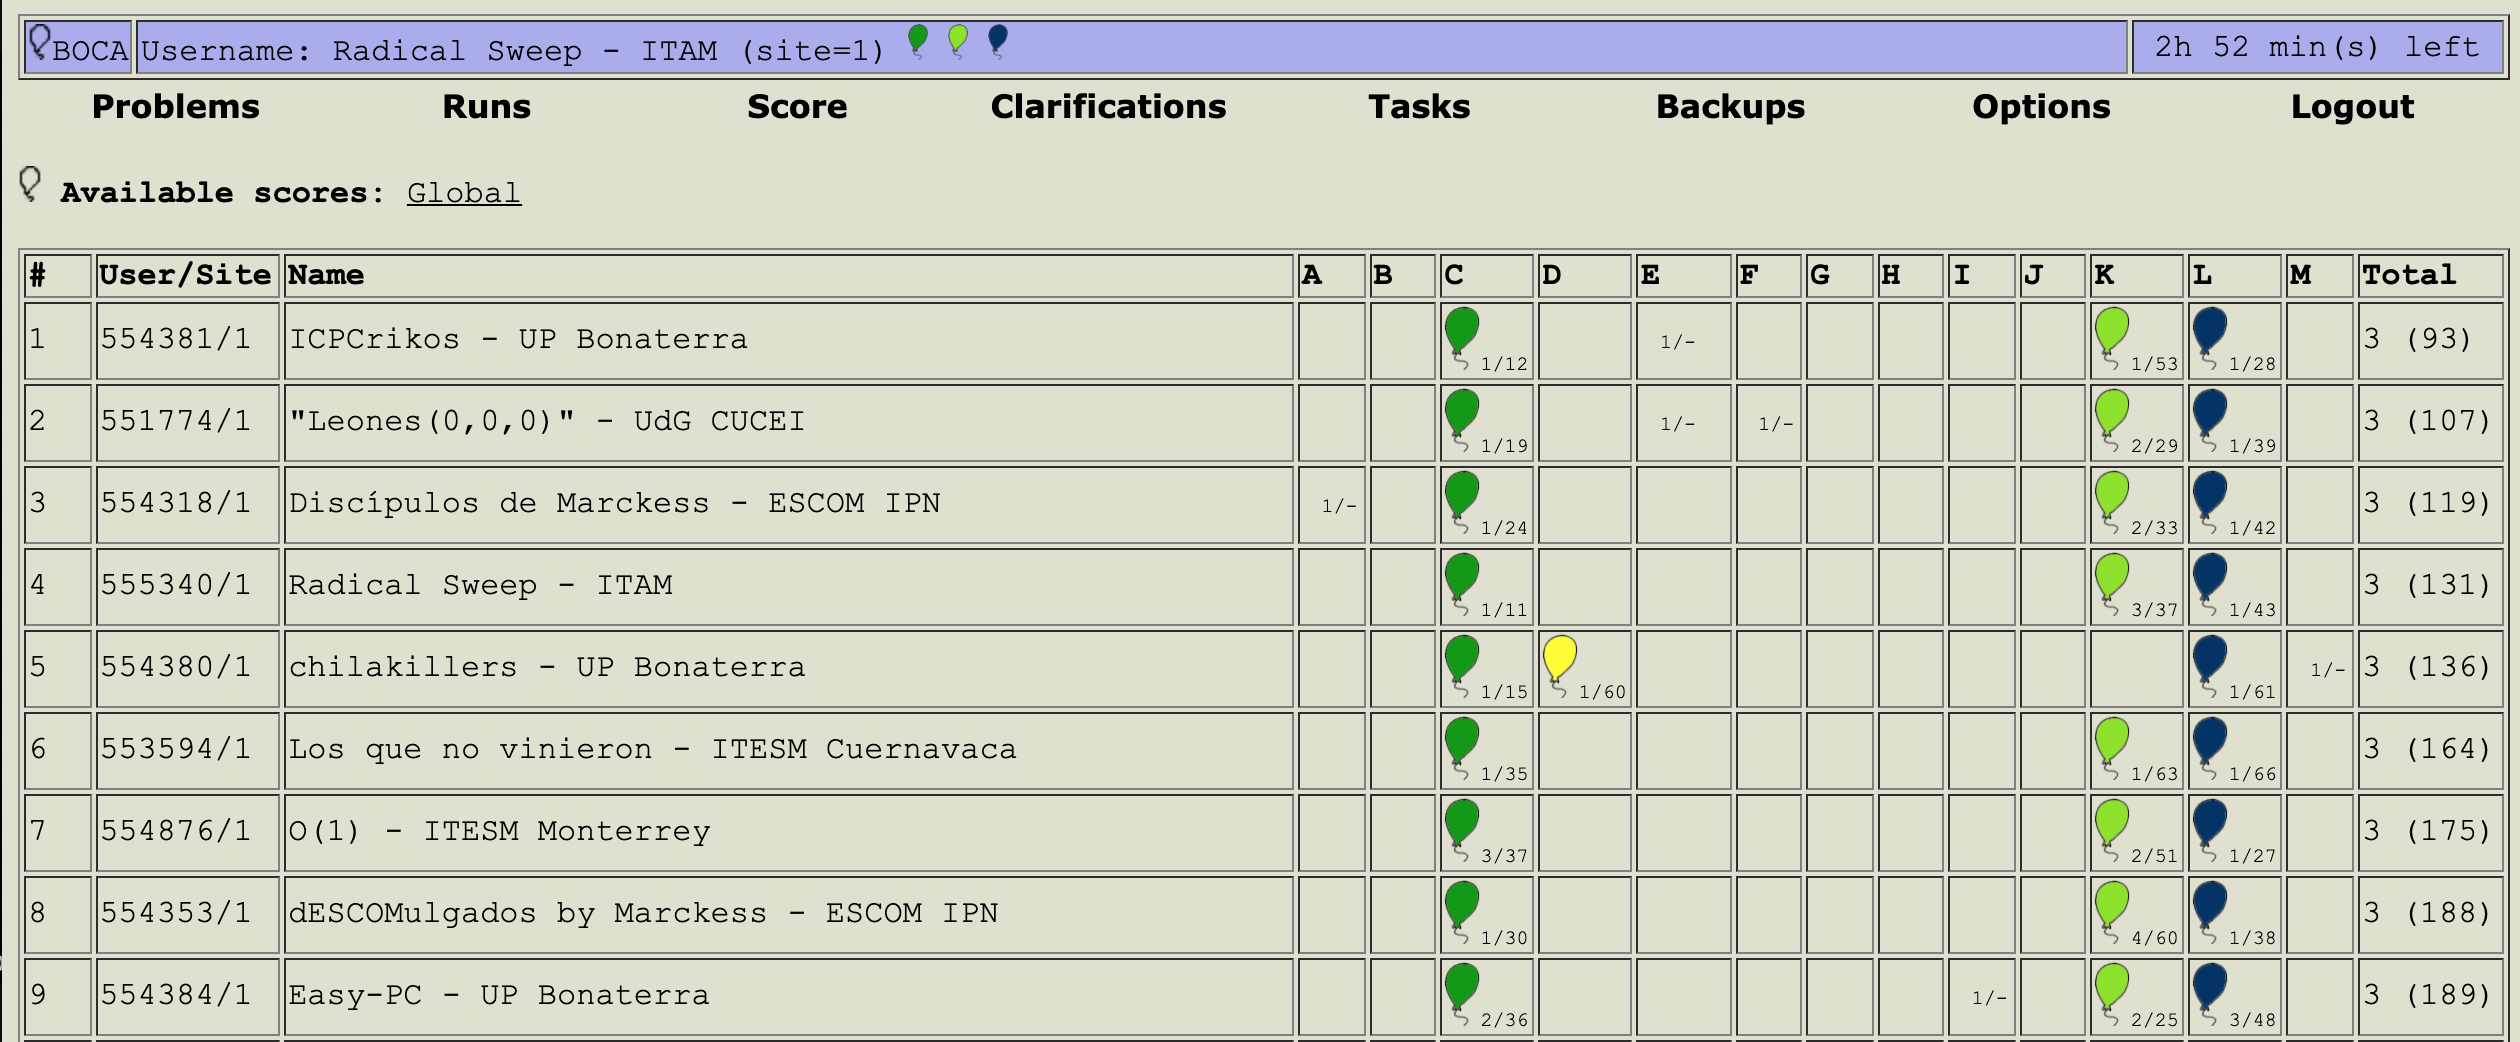 BOCA Username: Radical Sweep - ITAM (site=1) 2h 52 min(s) left
Problems Runs Score Clarifications Tasks Backups Options Logout
Available scores: Global
# User/Site Name A B C D E F G H I J K L M Total
1 554381/1 ICPCrikos - UP Bonaterra 1/12 1/- 1/53 1/28 3 (93)
2 551774/1 "Leones(0,0,0)" - UdG CUCEI 1/19 1/- 1/- 2/29 1/39 3 (107)
3 554318/1 Discípulos de Marckess - ESCOM IPN 1/- 1/24 2/33 1/42 3 (119)
4 555340/1 Radical Sweep - ITAM 1/11 3/37 1/43 3 (131)
5 554380/1 chilakillers - UP Bonaterra 1/15 1/60 1/61 1/- 3 (136)
6 553594/1 Los que no vinieron - ITESM Cuernavaca 1/35 1/63 1/66 3 (164)
7 554876/1 O(1) - ITESM Monterrey 3/37 2/51 1/27 3 (175)
8 554353/1 dESCOMulgados by Marckess - ESCOM IPN 1/30 4/60 1/38 3 (188)
9 554384/1 Easy-PC - UP Bonaterra 2/36 1/- 2/25 3/48 3 (189)